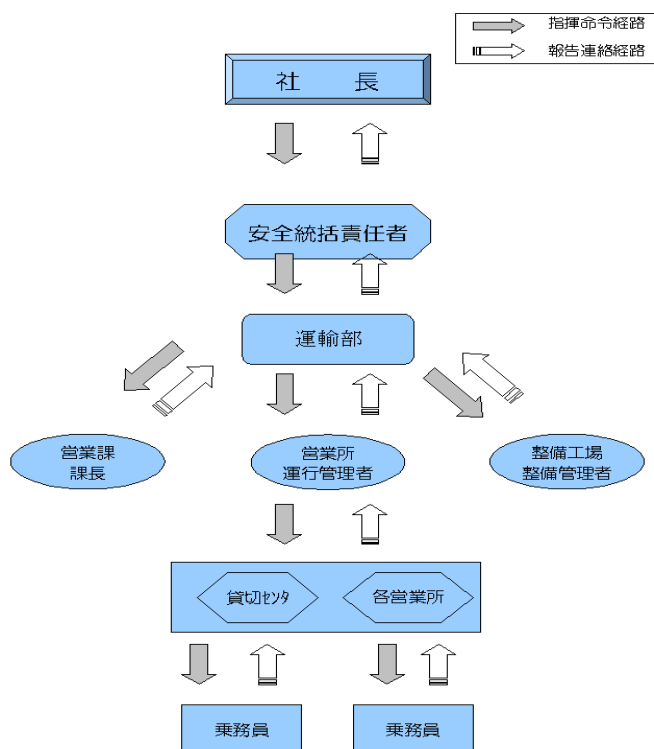 指揮命令経路
報告連絡経路
社 長
安全統括責任者
運輸部
営業課
課長
営業所
運行管理者
整備工場
整備管理者
貸切ｾﾝﾀ
各営業所
乗務員
乗務員